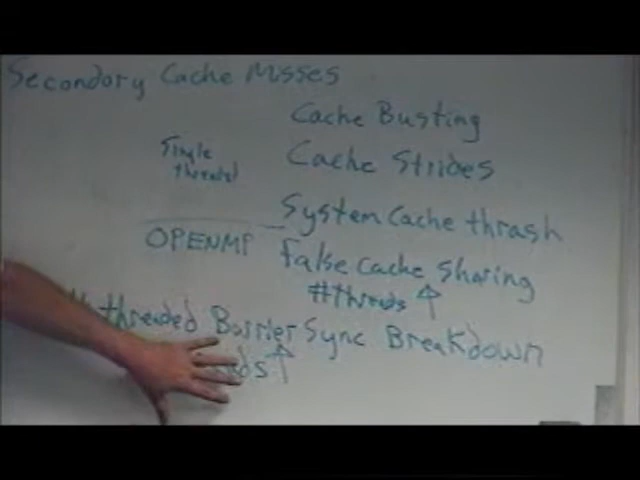 Secondary Cache Misses
Cache Busting
Single
threaded
Cache Strides
System Cache thrash
OPENMP
false cache sharing
#threads ↑
threaded Barrier Sync Breakdown
ds ↑